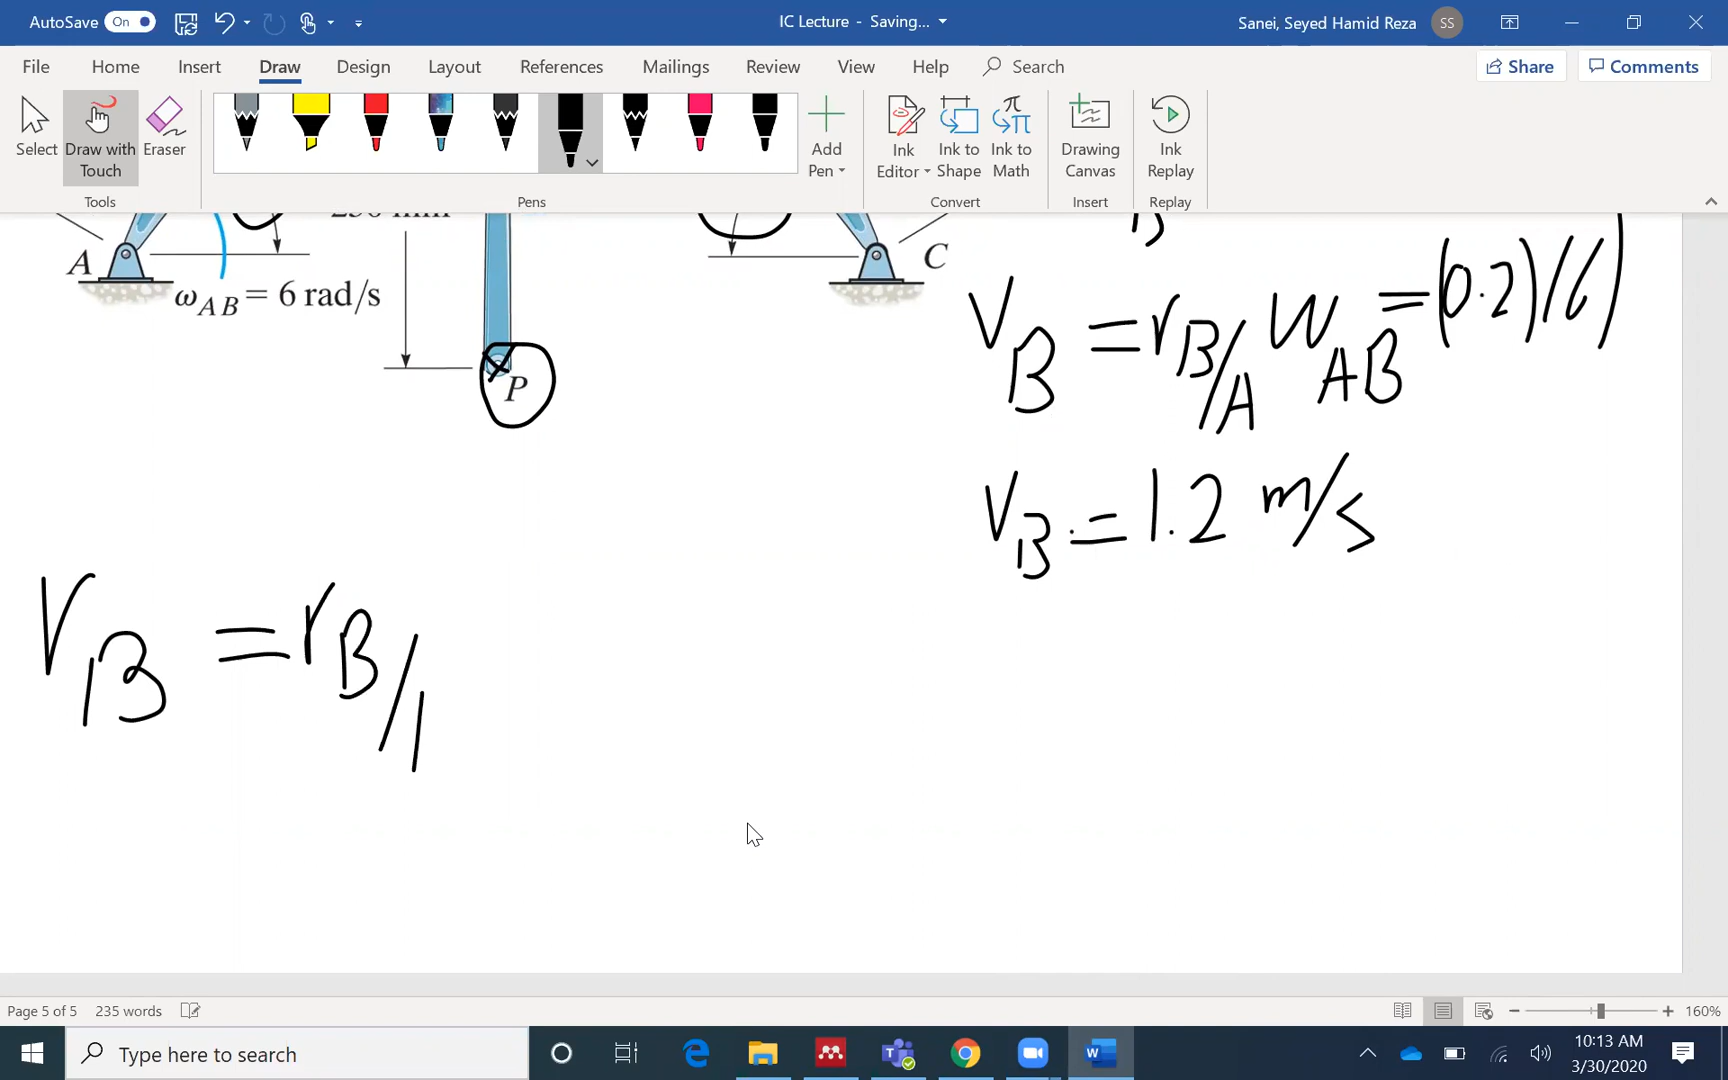 AutoSave On
IC Lecture - Saving...
Sanei, Seyed Hamid Reza SS
File Home Insert Draw Design Layout References Mailings Review View Help Search Share Comments
Select Draw with Touch Eraser
Add Pen
Ink Editor Ink to Shape Ink to Math
Drawing Canvas
Ink Replay
Tools Pens Convert Insert Replay
B
A
C
ω_AB = 6 rad/s
P
V_B = r_B/A W_AB = (0.2)(6)
V_B = 1.2 m/s
V_B = r_B/
Page 5 of 5 235 words
160%
Type here to search
10:13 AM
3/30/2020